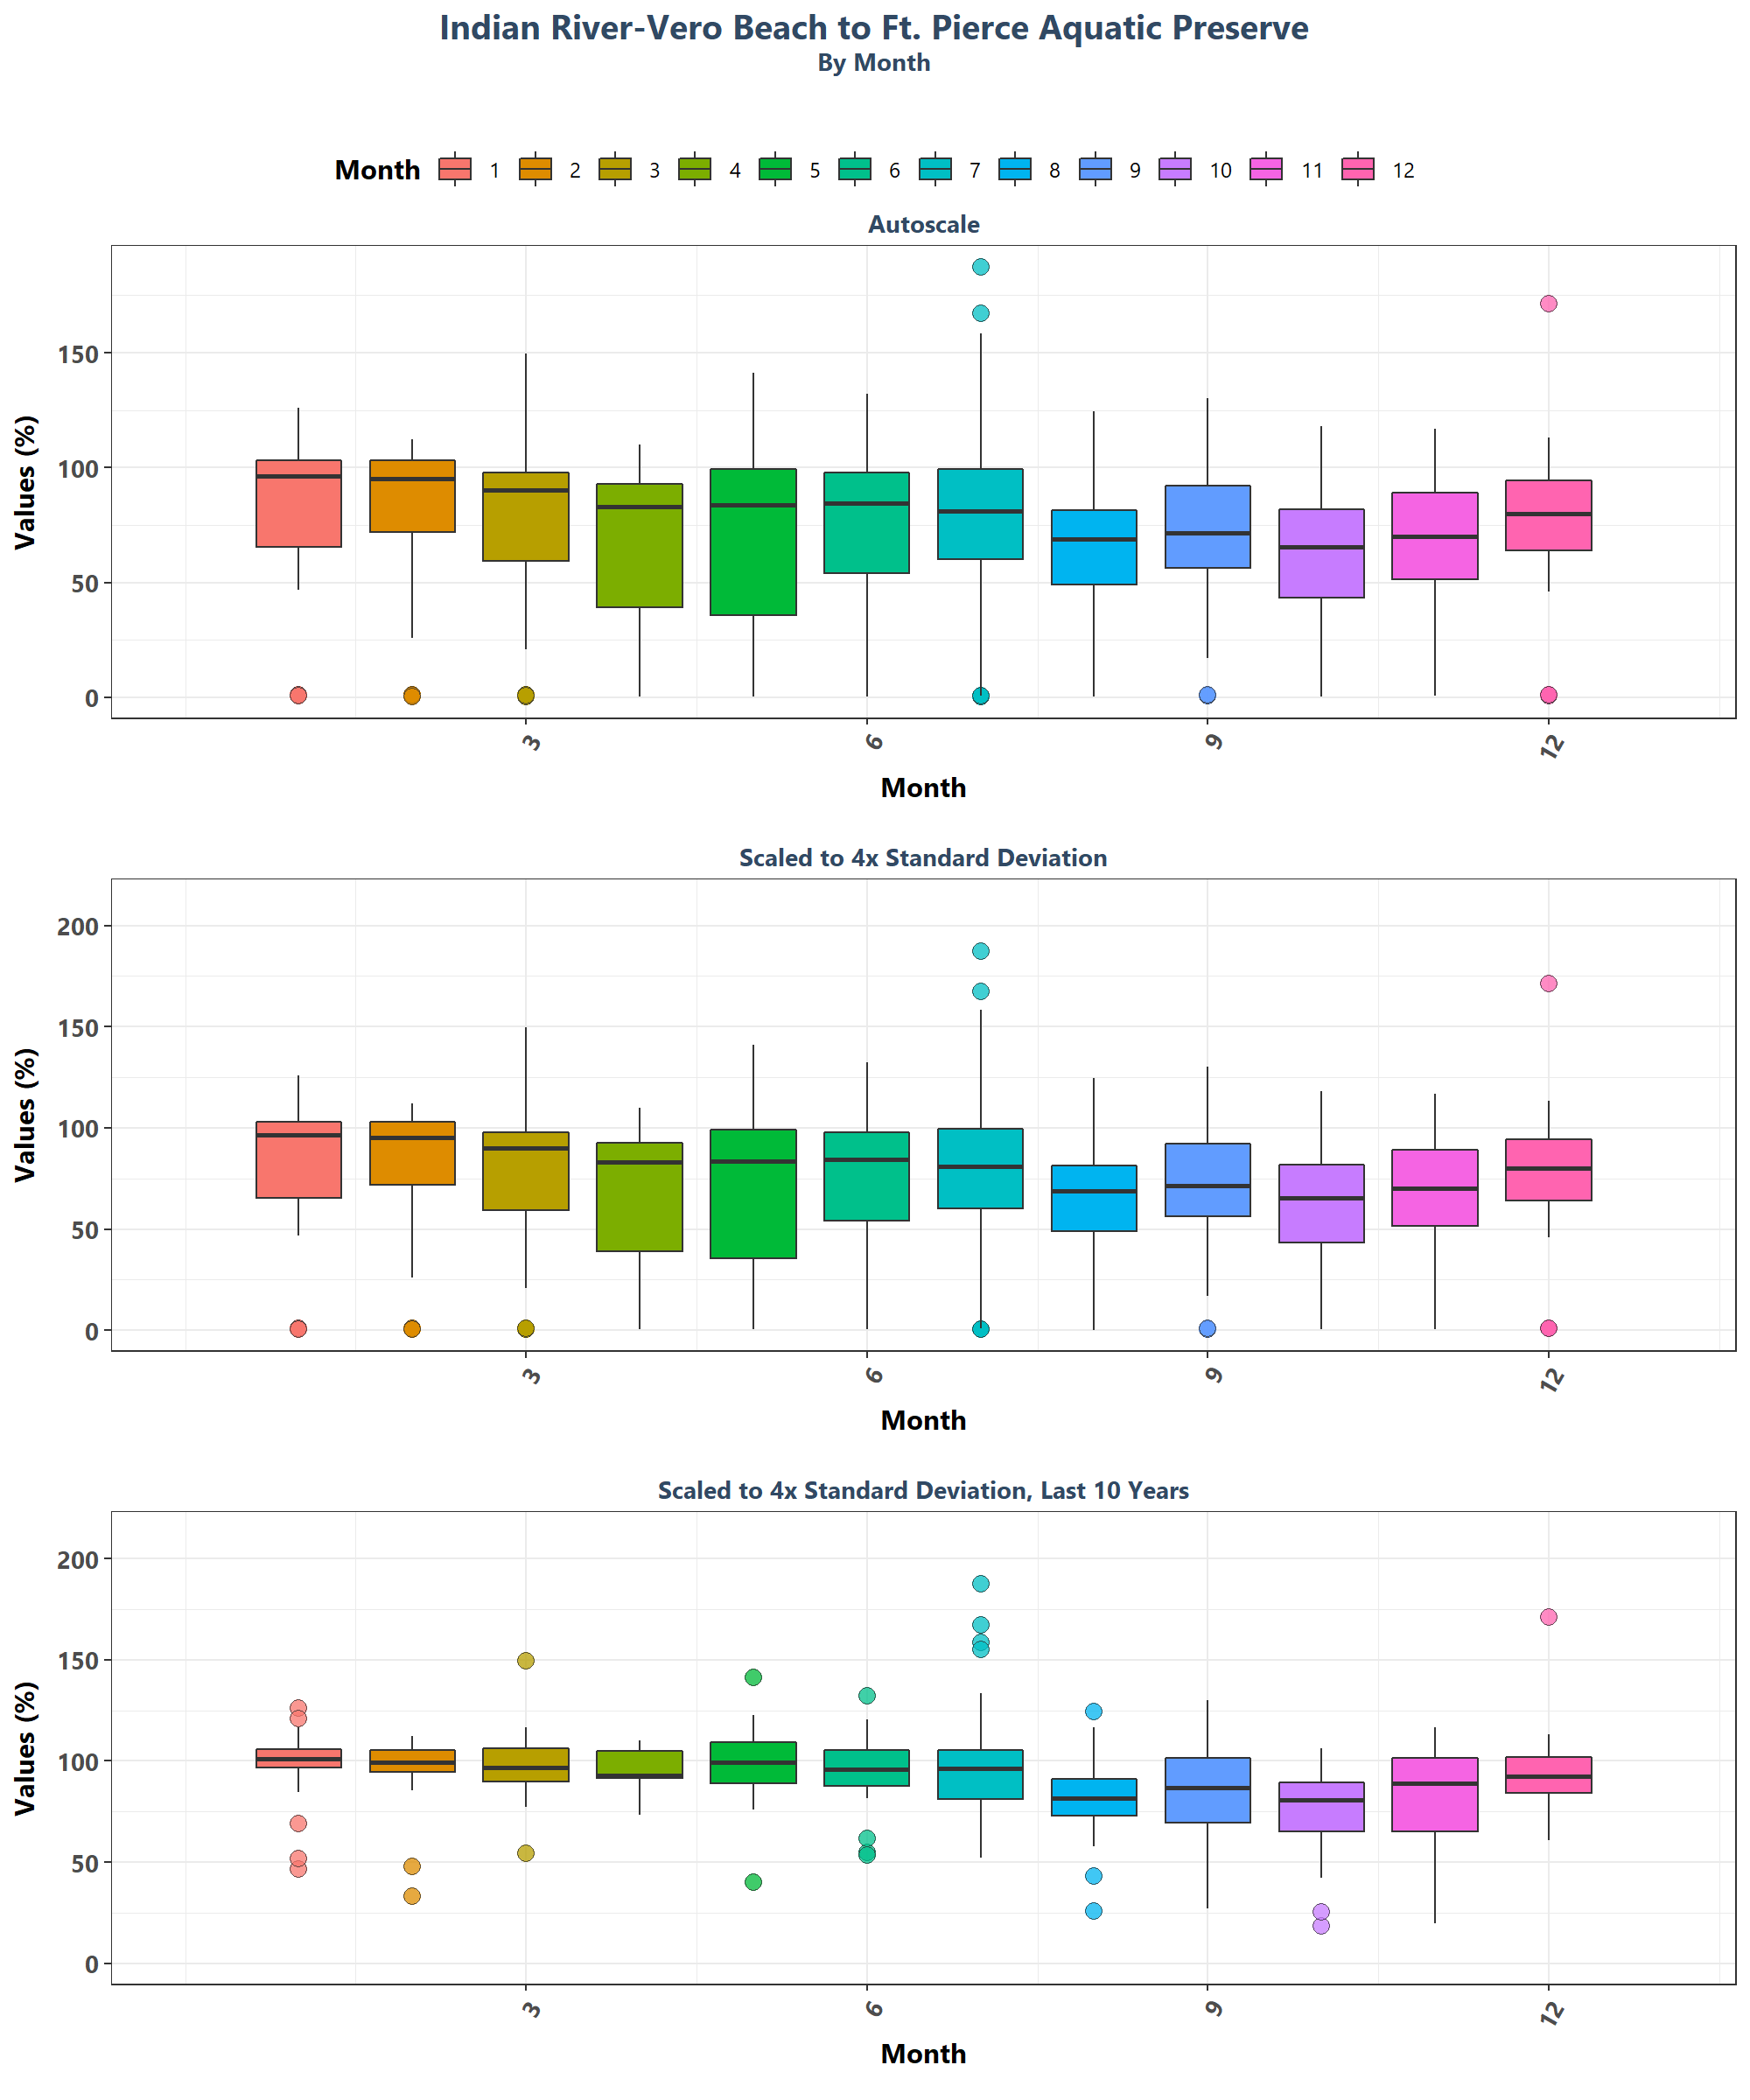 Indian River-Vero Beach to Ft. Pierce Aquatic Preserve
By Month
Month 1 2 3 4 5 6 7 8 9 10 11 12
Autoscale
Values (%)
150
100
50
0
3 6 9 12
Month
Scaled to 4x Standard Deviation
Values (%)
200
150
100
50
0
3 6 9 12
Month
Scaled to 4x Standard Deviation, Last 10 Years
Values (%)
200
150
100
50
0
3 6 9 12
Month